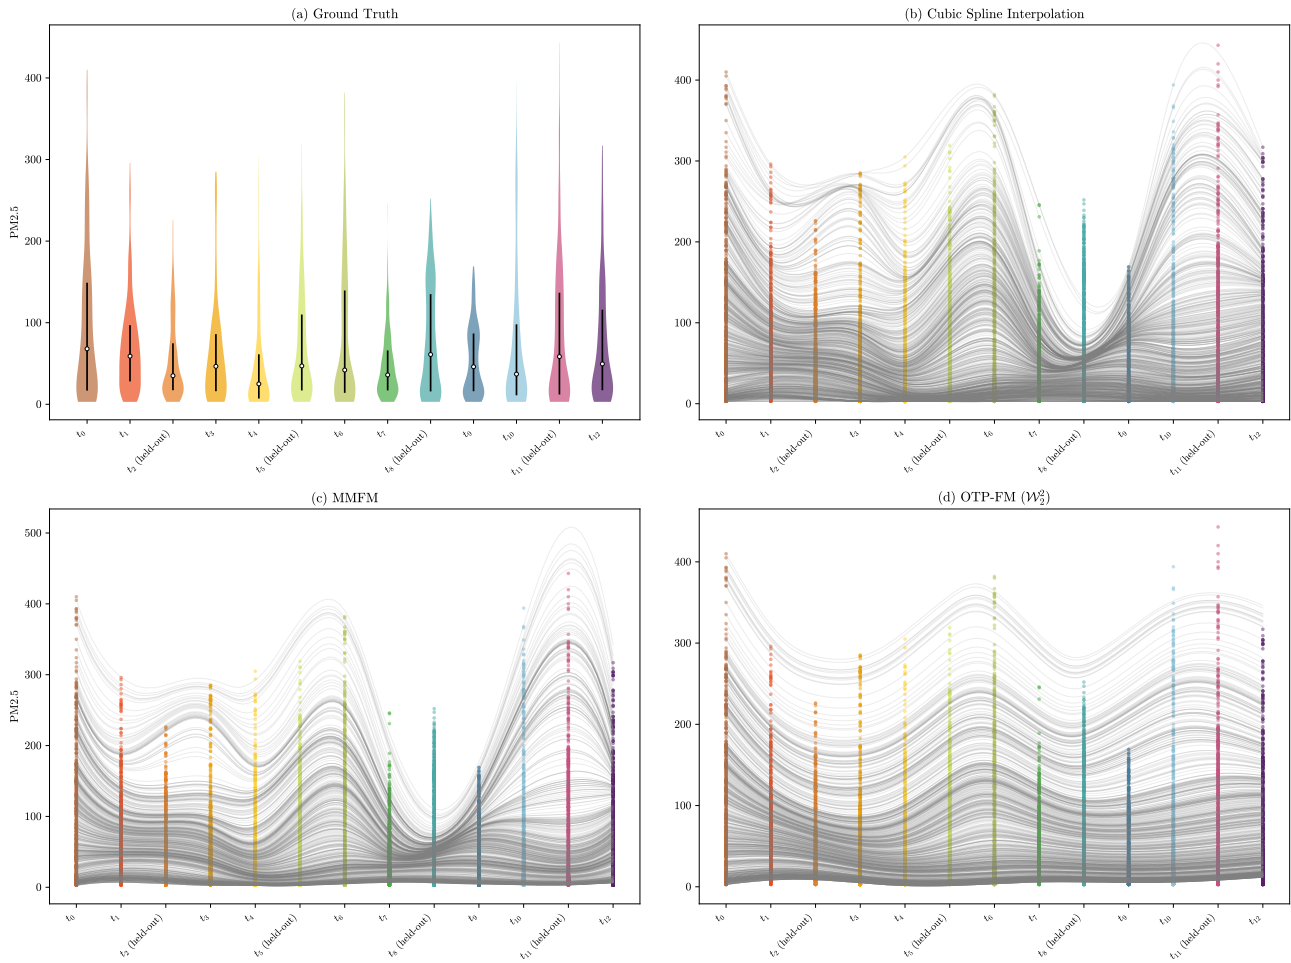 (a) Ground Truth
PM2.5
400
300
200
100
0
t₀
t₁
t₂ (held-out)
t₃
t₄
t₅ (held-out)
t₆
t₇
t₈ (held-out)
t₉
t₁₀
t₁₁ (held-out)
t₁₂
(b) Cubic Spline Interpolation
400
300
200
100
0
t₀
t₁
t₂ (held-out)
t₃
t₄
t₅ (held-out)
t₆
t₇
t₈ (held-out)
t₉
t₁₀
t₁₁ (held-out)
t₁₂
(c) MMFM
PM2.5
500
400
300
200
100
0
t₀
t₁
t₂ (held-out)
t₃
t₄
t₅ (held-out)
t₆
t₇
t₈ (held-out)
t₉
t₁₀
t₁₁ (held-out)
t₁₂
(d) OTP-FM (𝒲₂²)
400
300
200
100
0
t₀
t₁
t₂ (held-out)
t₃
t₄
t₅ (held-out)
t₆
t₇
t₈ (held-out)
t₉
t₁₀
t₁₁ (held-out)
t₁₂